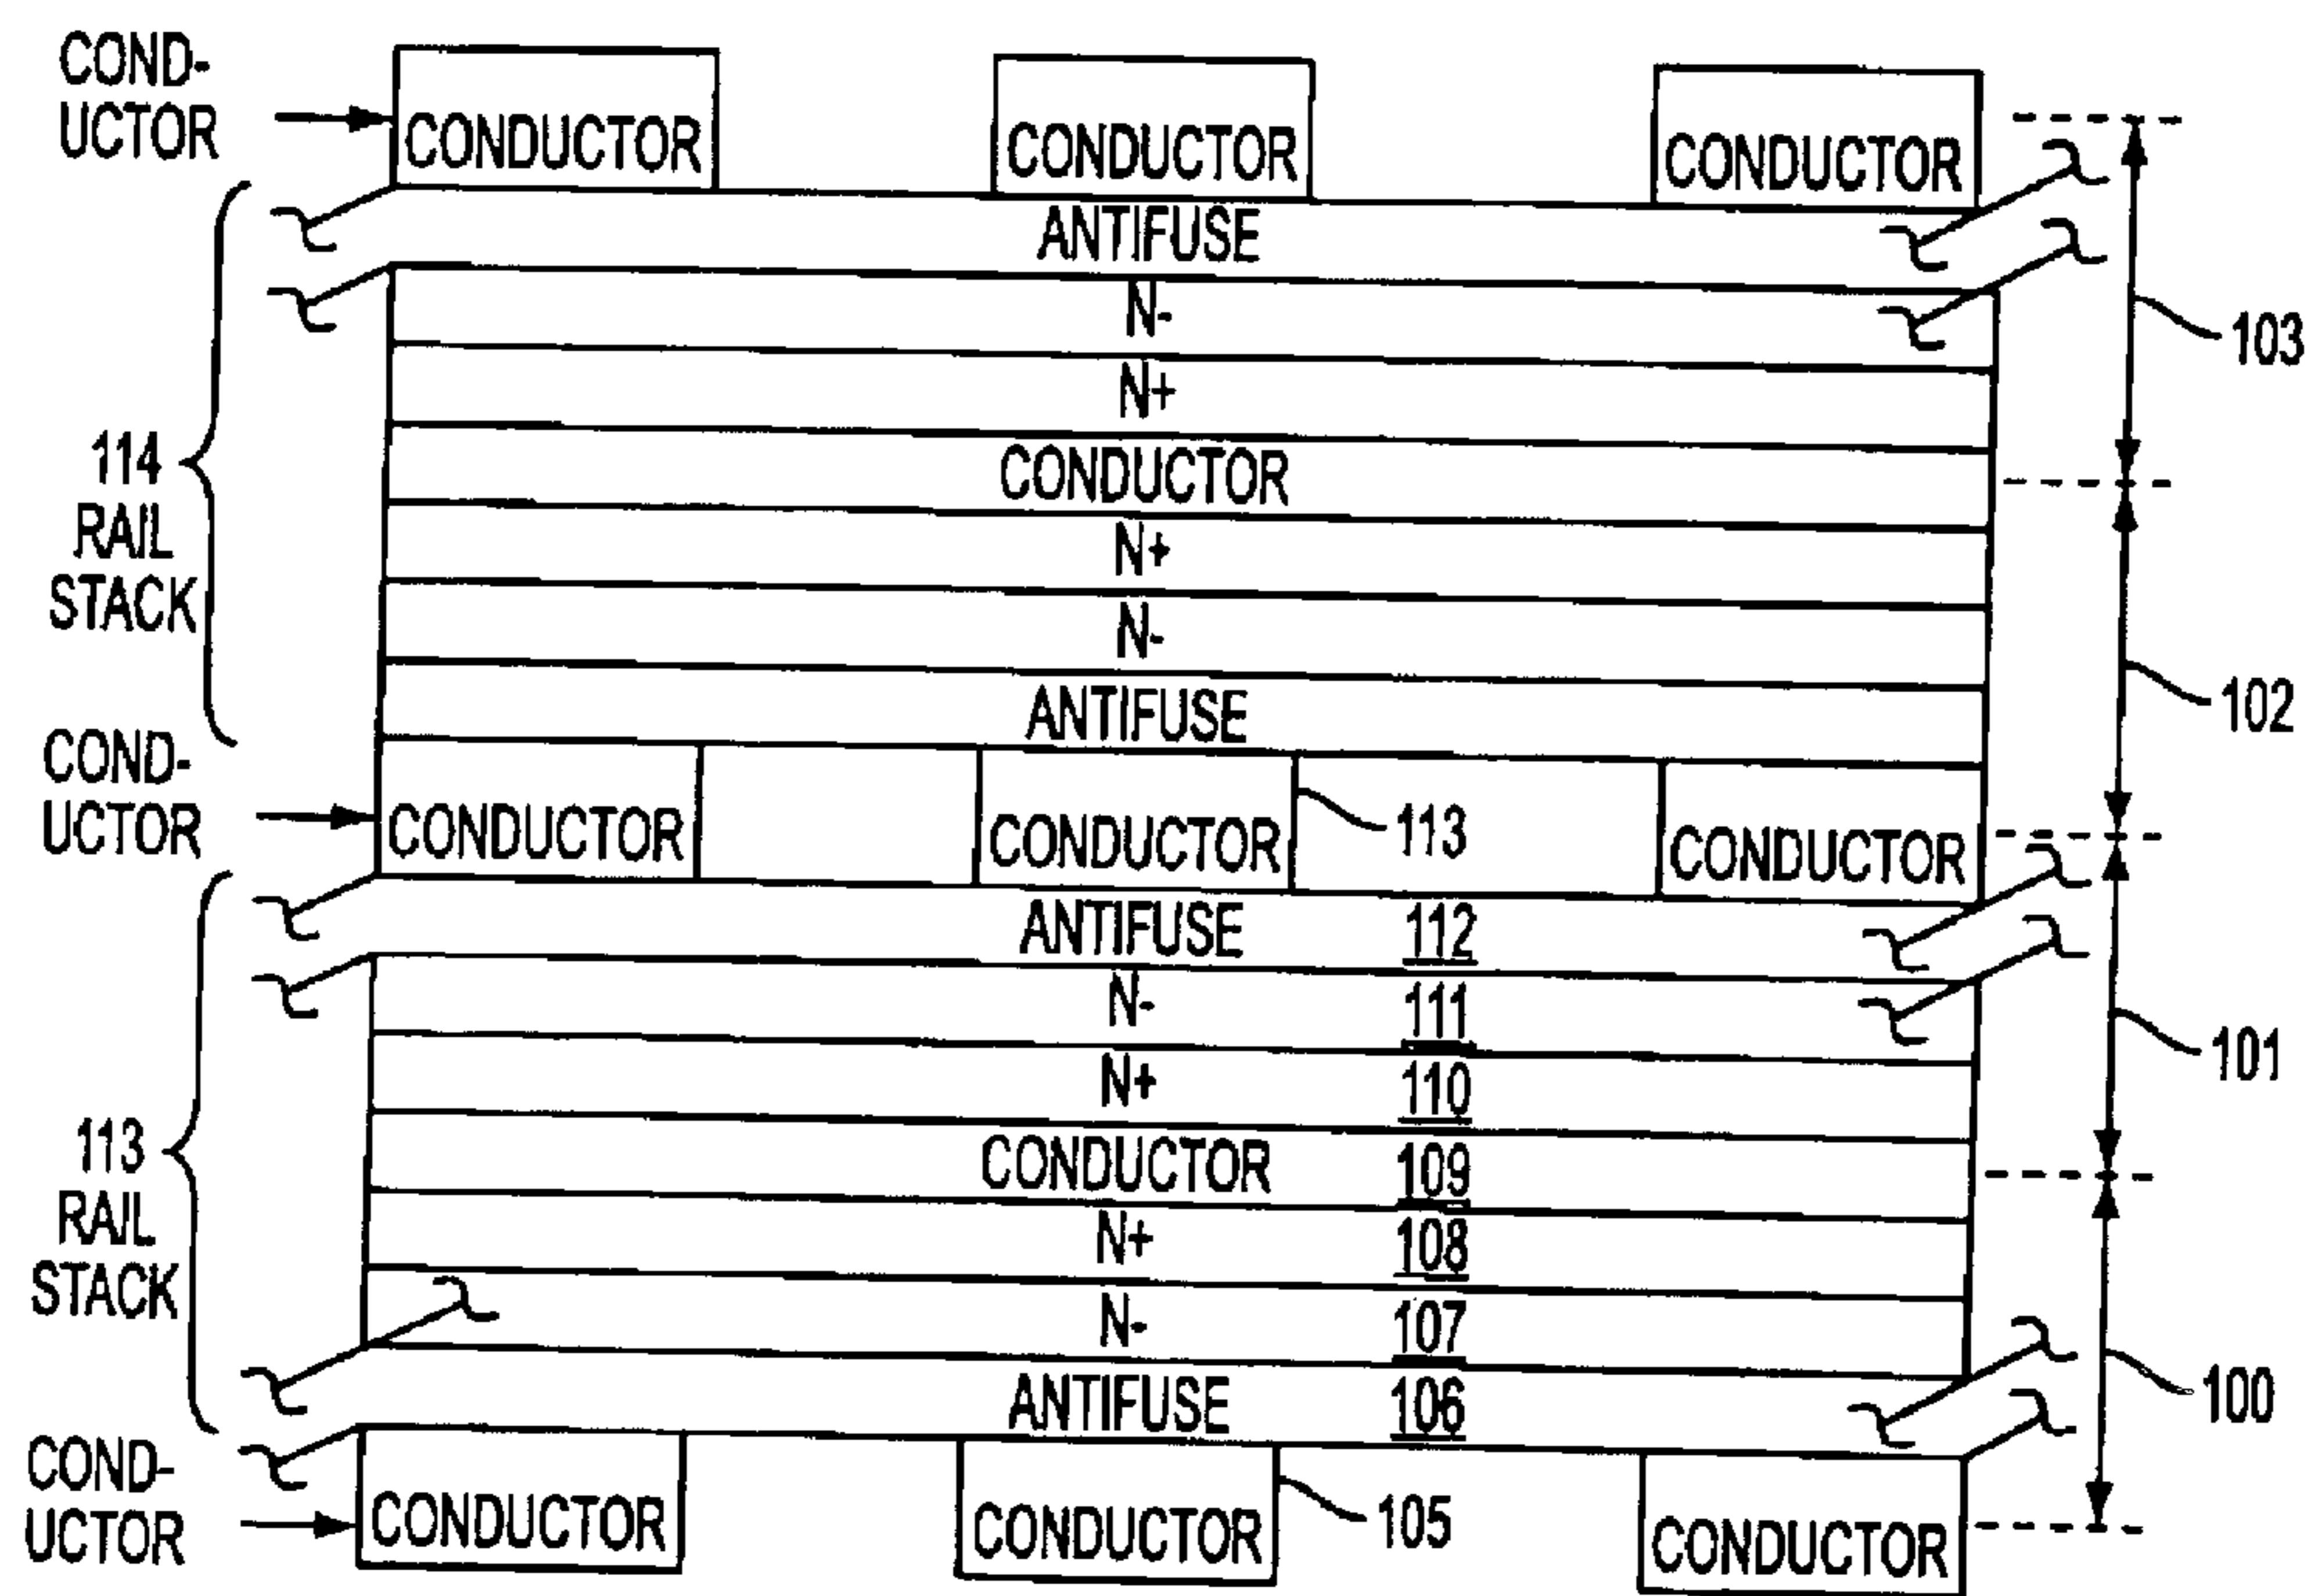 COND-
UCTOR
CONDUCTOR CONDUCTOR CONDUCTOR
ANTIFUSE
N-
103
N+
114
RAIL
STACK
CONDUCTOR
N+
N-
102
ANTIFUSE
COND-
UCTOR
CONDUCTOR CONDUCTOR 113 CONDUCTOR
ANTIFUSE 112
N- 111
101
N+ 110
113
RAIL
STACK
CONDUCTOR 109
N+ 108
N- 107
100
ANTIFUSE 106
COND-
UCTOR
CONDUCTOR CONDUCTOR 105 CONDUCTOR